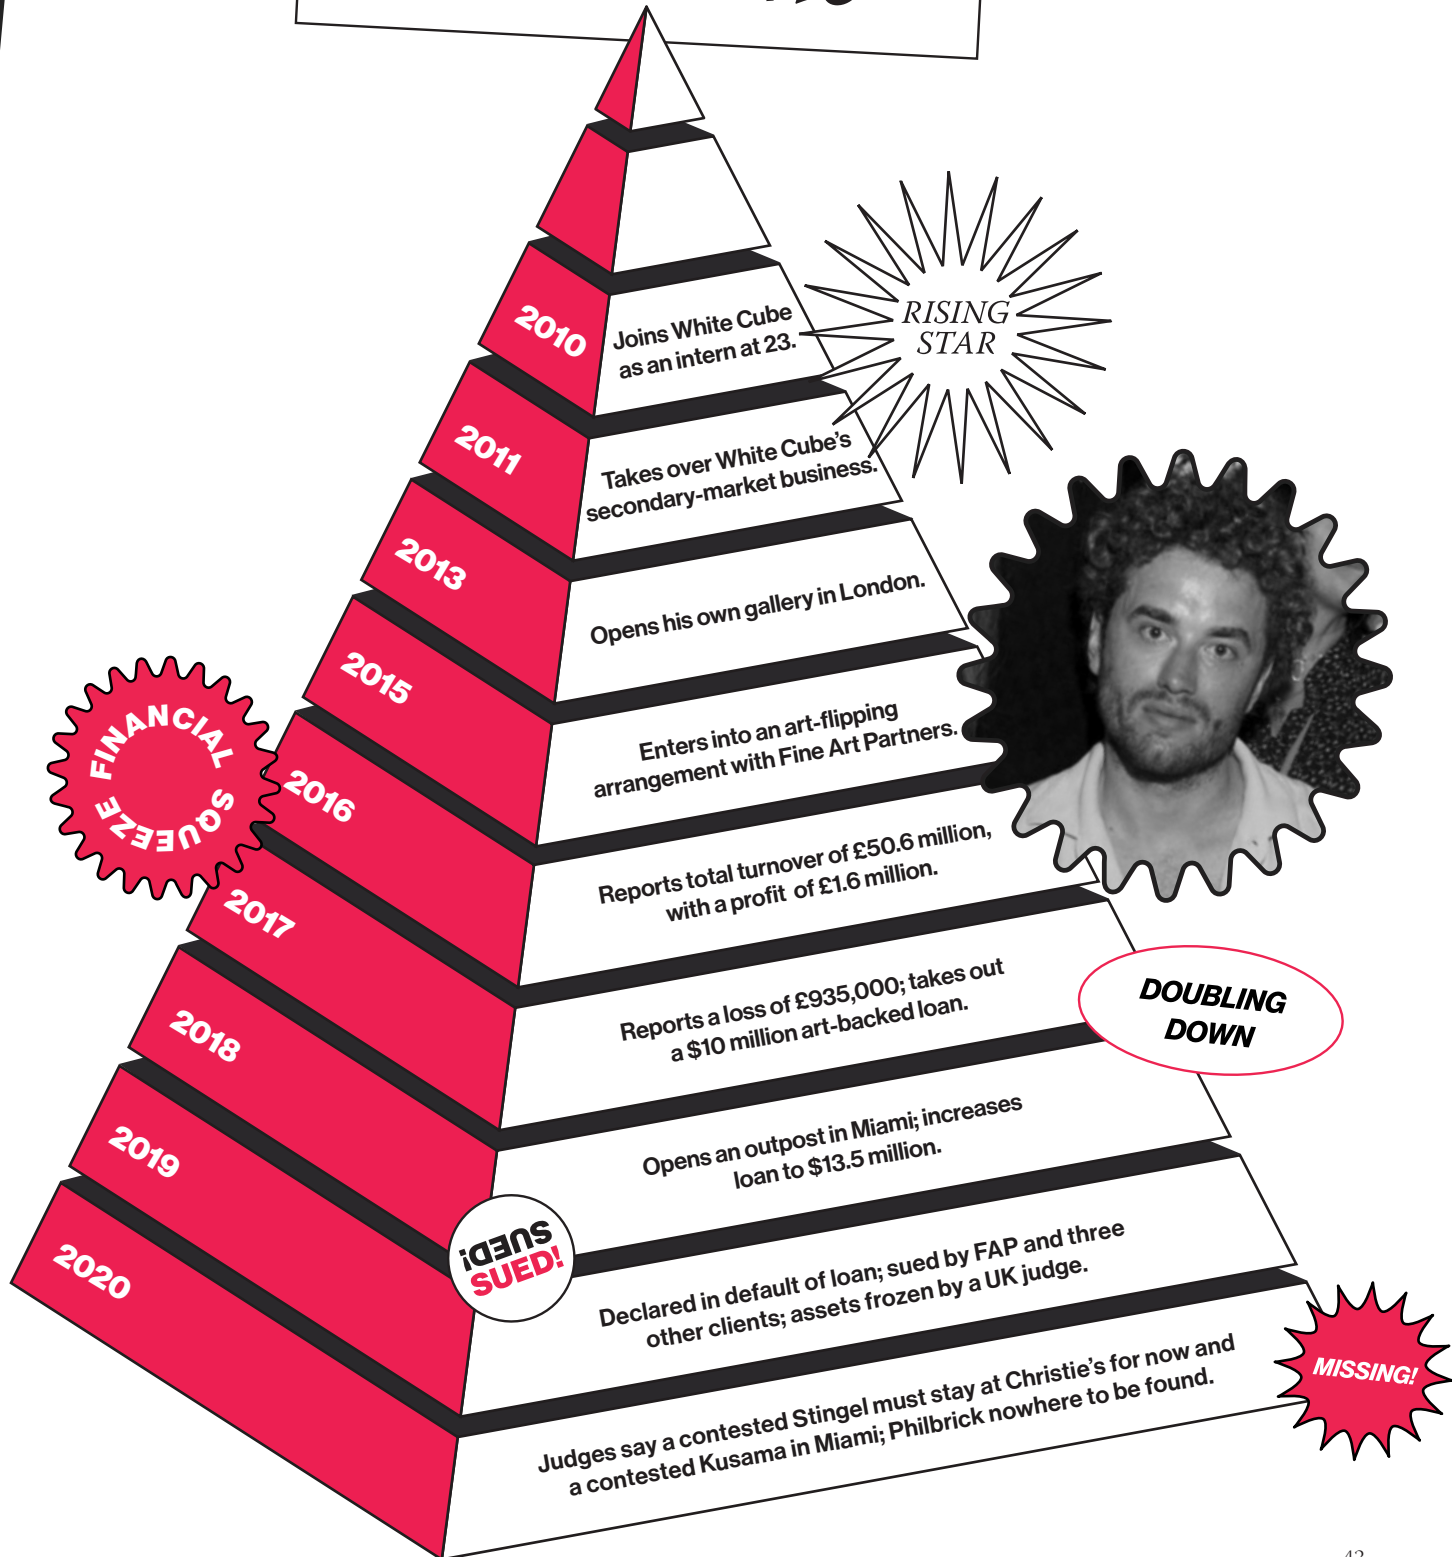 2010
Joins White Cube
as an intern at 23.
RISING
STAR
2011
Takes over White Cube's
secondary-market business.
2013
Opens his own gallery in London.
2015
Enters into an art-flipping
arrangement with Fine Art Partners.
FINANCIAL
SQUEEZE
2016
Reports total turnover of £50.6 million,
with a profit of £1.6 million.
2017
Reports a loss of £935,000; takes out
a $10 million art-backed loan.
DOUBLING
DOWN
2018
Opens an outpost in Miami; increases
loan to $13.5 million.
SUED!
SUED!
2019
Declared in default of loan; sued by FAP and three
other clients; assets frozen by a UK judge.
2020
Judges say a contested Stingel must stay at Christie's for now and
a contested Kusama in Miami; Philbrick nowhere to be found.
MISSING!